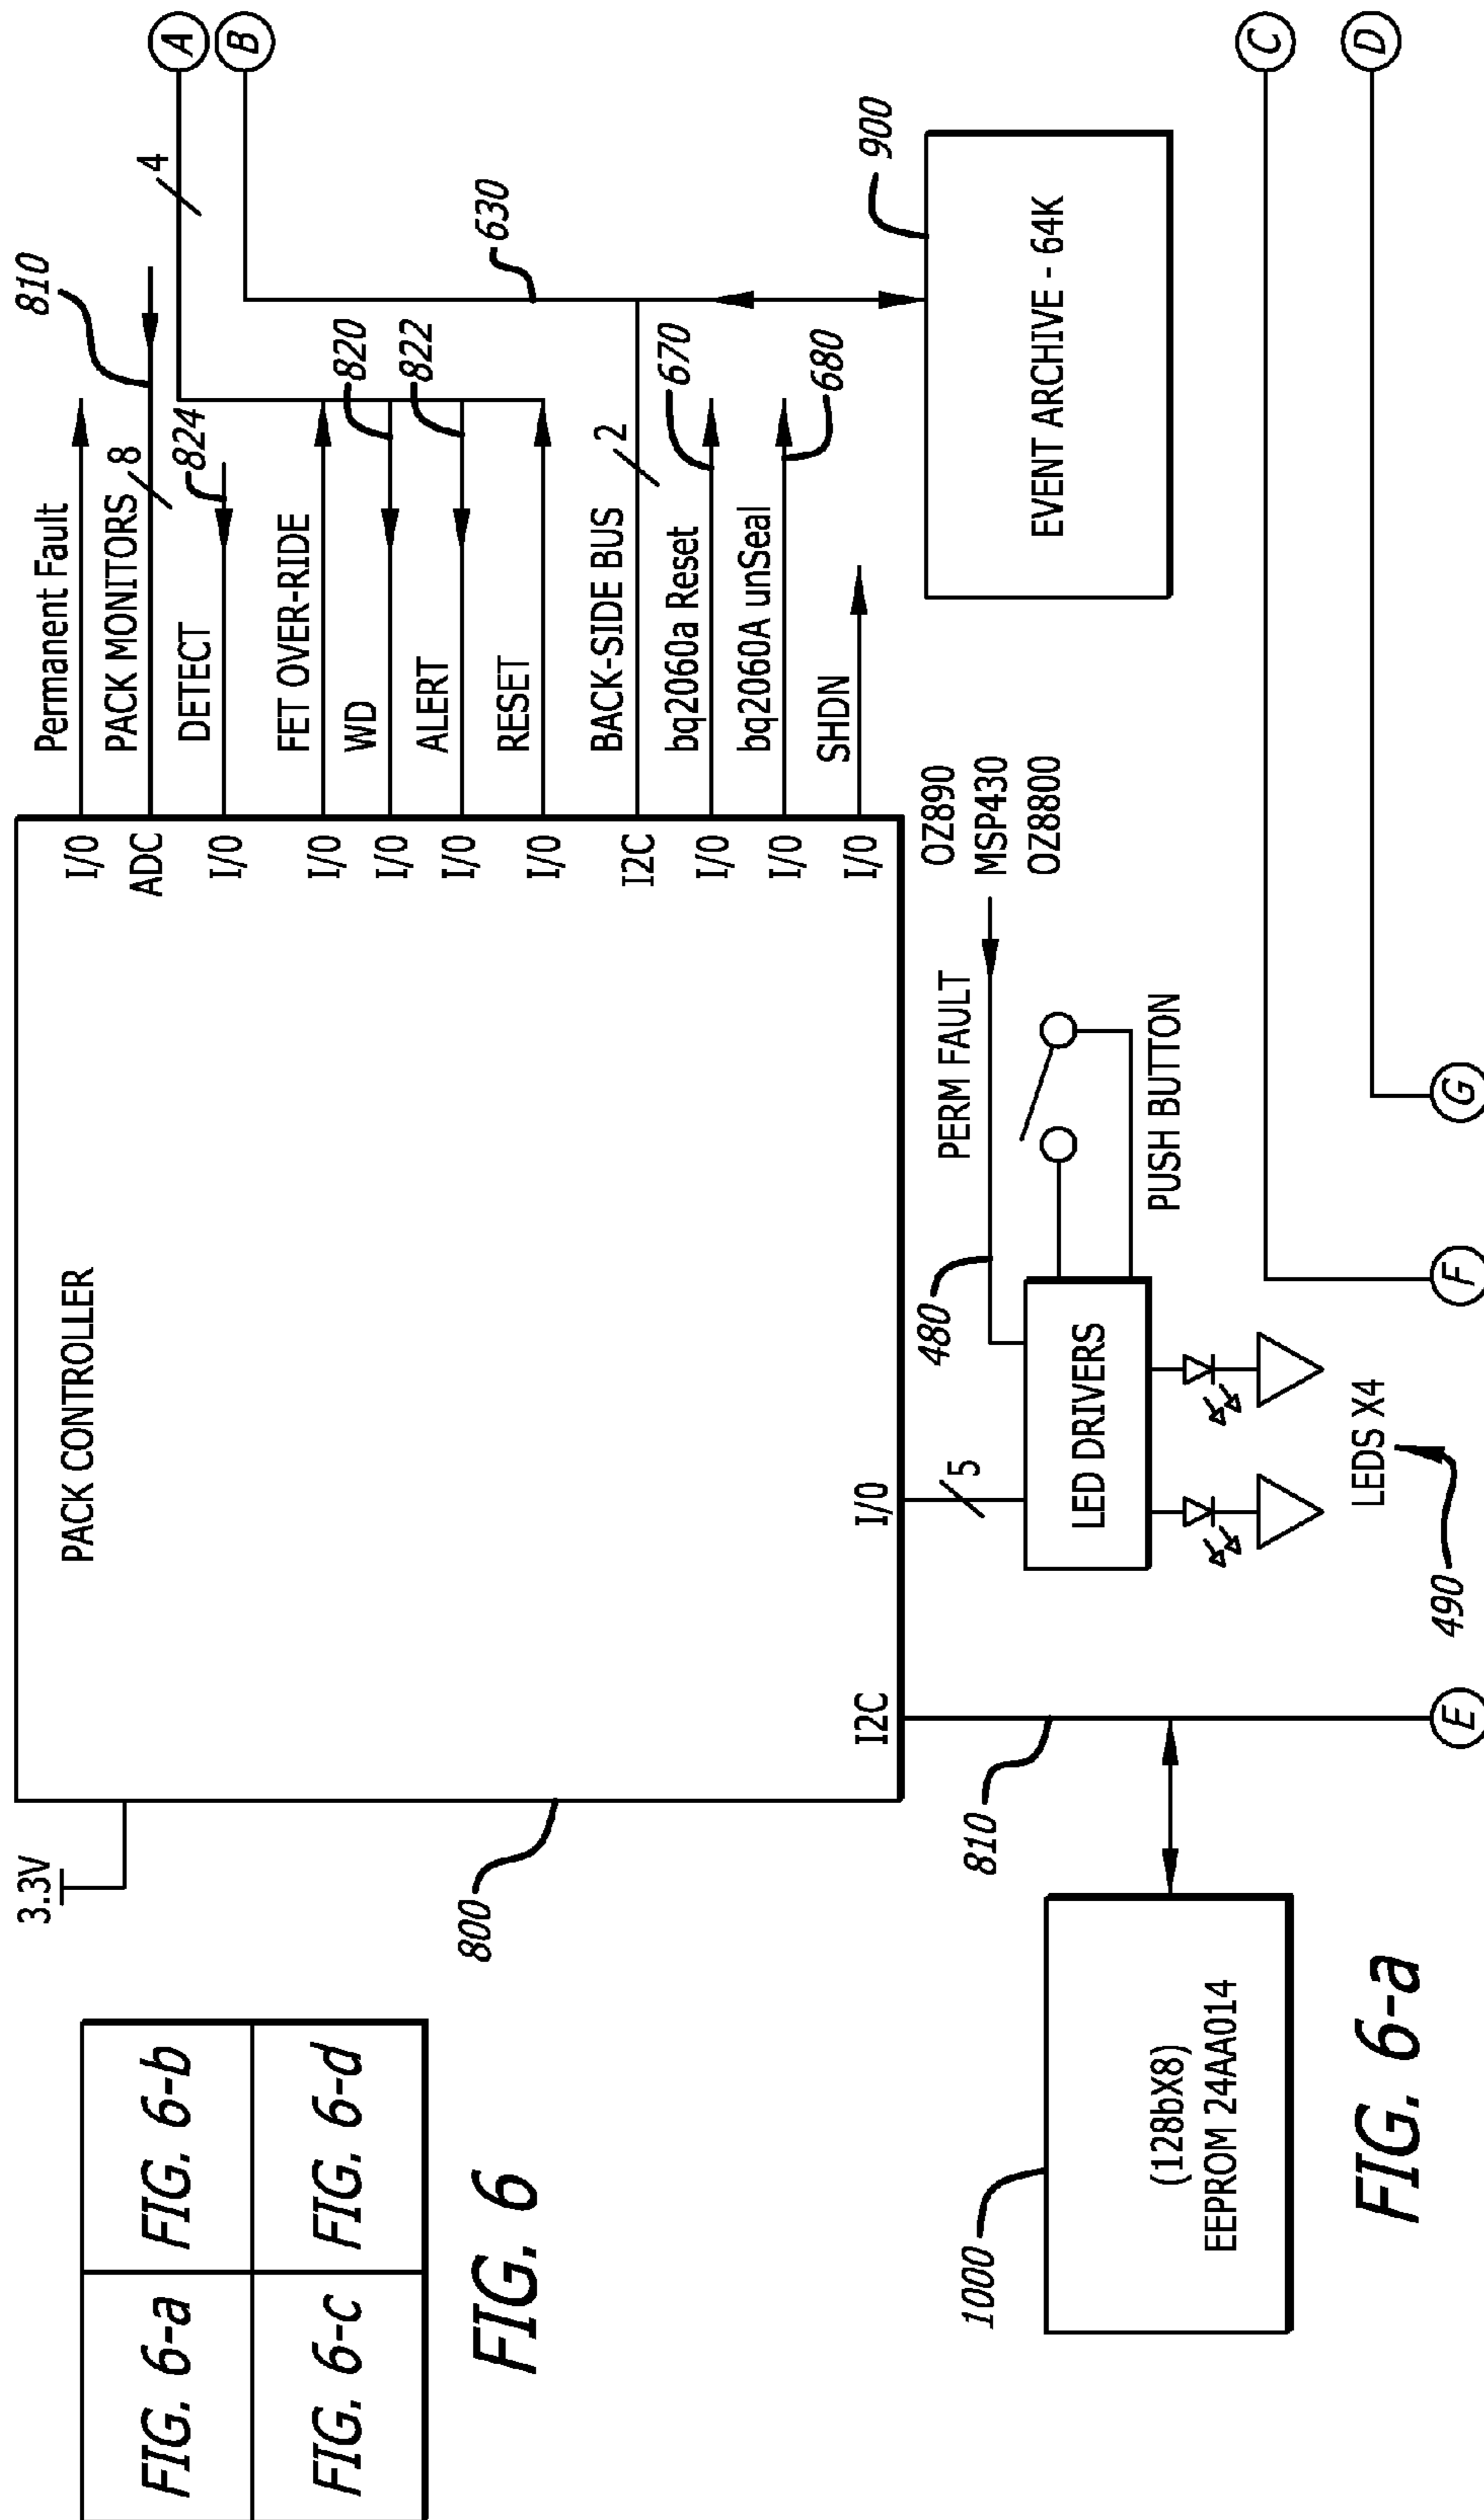 FIG. 6-a
FIG. 6-b
FIG. 6-c
FIG. 6-d
FIG. 6
3.3V
PACK CONTROLLER
800
I/O
Permanent Fault
810
ADC
PACK MONITORS
8
4
A
B
I/O
DETECT
824
I/O
FET OVER-RIDE
I/O
WD
820
I/O
ALERT
822
I/O
RESET
630
I2C
BACK-SIDE BUS
2
I/O
bq2060a Reset
670
I/O
bq2060A unSeal
680
I/O
SHDN
900
EVENT ARCHIVE - 64K
I2C
I/O
OZ890
MSP430
OZ8800
PERM FAULT
480
5
LED DRIVERS
PUSH BUTTON
LEDS X4
490
810
1000
(128bX8)
EEPROM 24AA014
C
D
E
F
G
FIG. 6-a